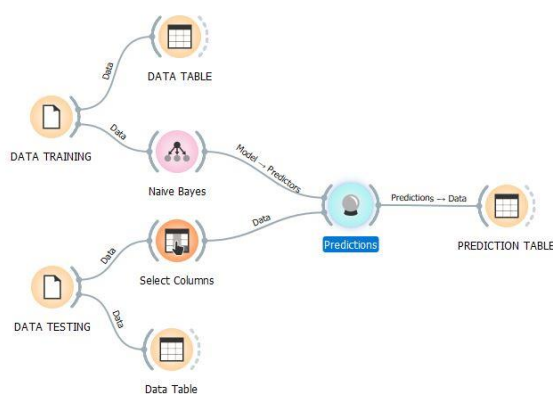 Data
DATA TABLE
DATA TRAINING
Data
Naive Bayes
Model → Predictors
Predictions
Predictions → Data
PREDICTION TABLE
Data
Data
Select Columns
DATA TESTING
Data
Data Table